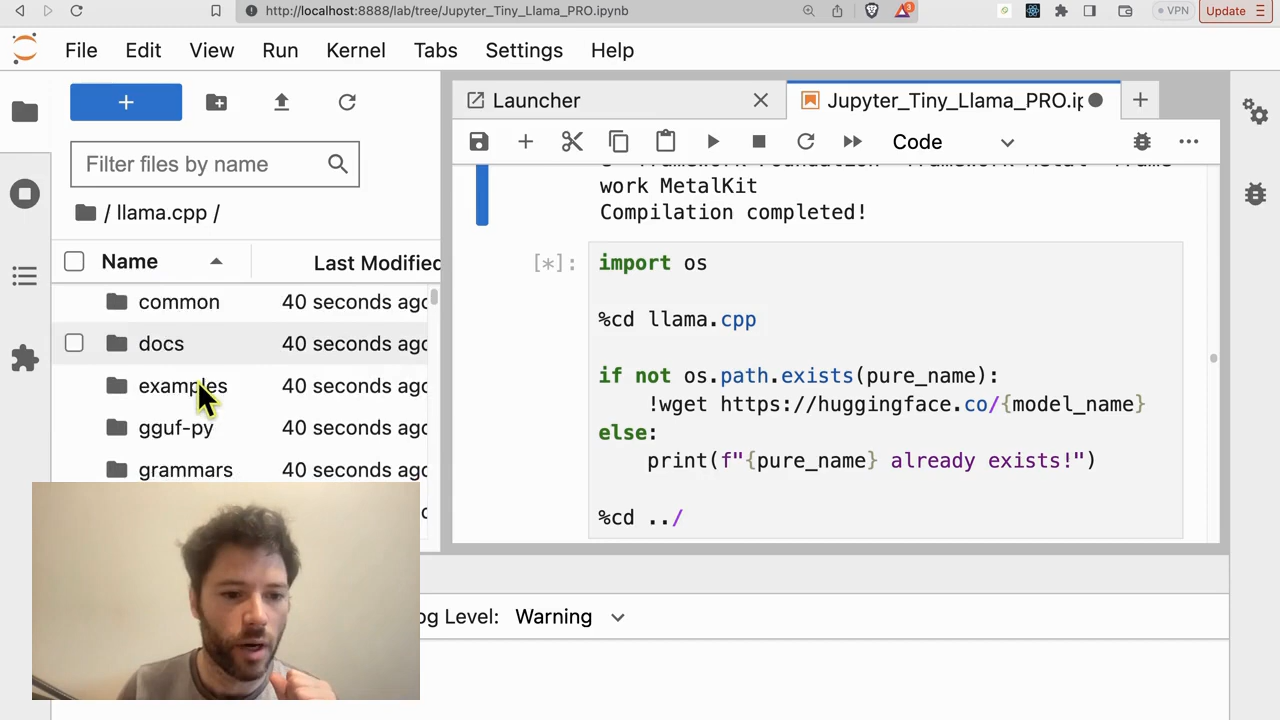 http://localhost:8888/lab/tree/Jupyter_Tiny_Llama_PRO.ipynb
3
VPN
Update
File Edit View Run Kernel Tabs Settings Help
+
Launcher
Jupyter_Tiny_Llama_PRO.ip
Code
Filter files by name
/ llama.cpp /
Name
Last Modified
common 40 seconds ago
docs 40 seconds ago
examples 40 seconds ago
gguf-py 40 seconds ago
grammars 40 seconds ago
work MetalKit
Compilation completed!
[*]:
import os
%cd llama.cpp
if not os.path.exists(pure_name):
!wget https://huggingface.co/{model_name}
else:
print(f"{pure_name} already exists!")
%cd ../
og Level: Warning